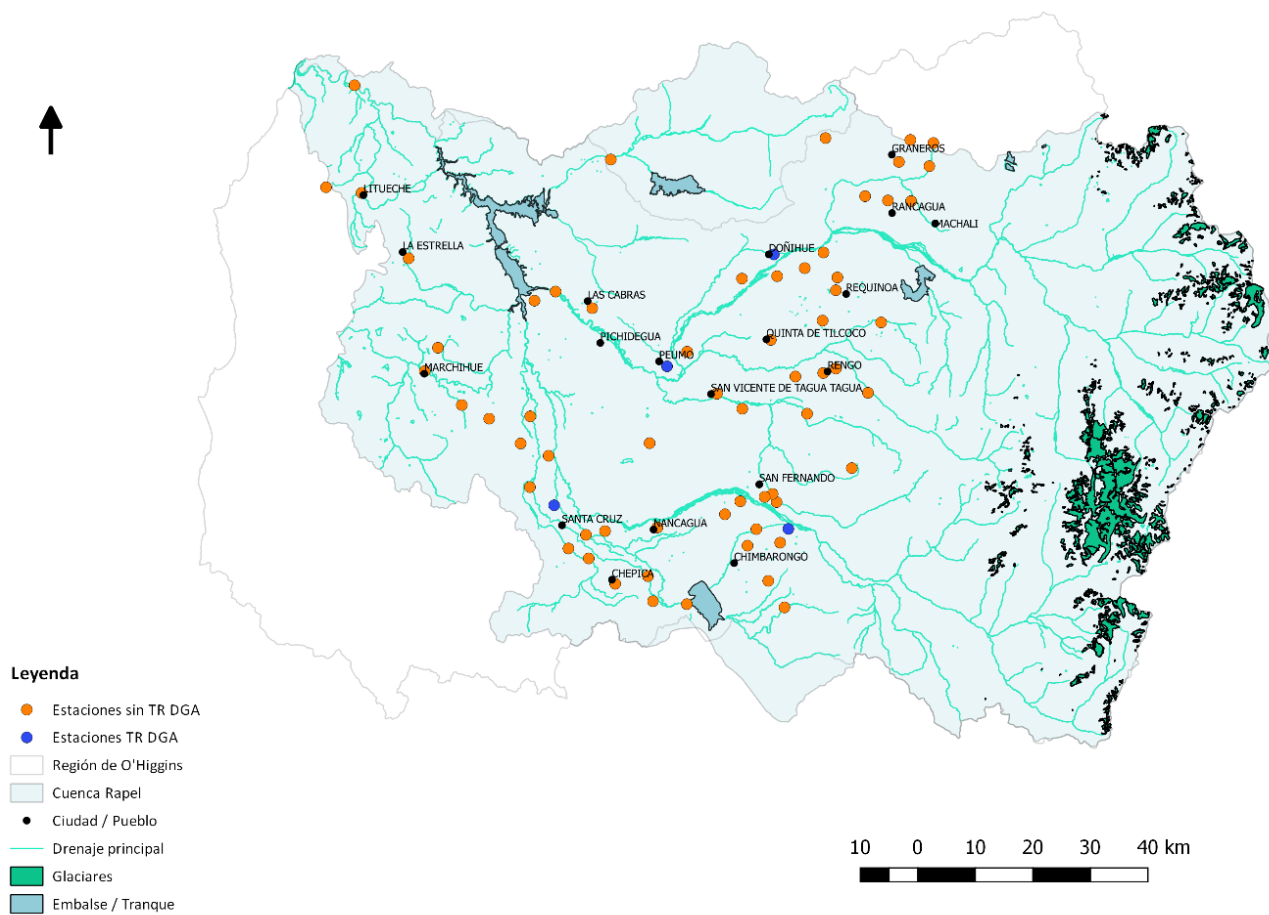 GRANEROS
LITUECHE
RANCAGUA
MACHALI
LA ESTRELLA
DOÑIHUE
LAS CABRAS
REQUINOA
PICHIDEGUA
QUINTA DE TILCOCO
PEUMO
MARCHIHUE
RENGO
SAN VICENTE DE TAGUA TAGUA
SAN FERNANDO
SANTA CRUZ
NANCAGUA
CHIMBARONGO
CHEPICA
Leyenda
Estaciones sin TR DGA
Estaciones TR DGA
Región de O'Higgins
Cuenca Rapel
Ciudad / Pueblo
Drenaje principal
Glaciares
Embalse / Tranque
10 0 10 20 30 40 km